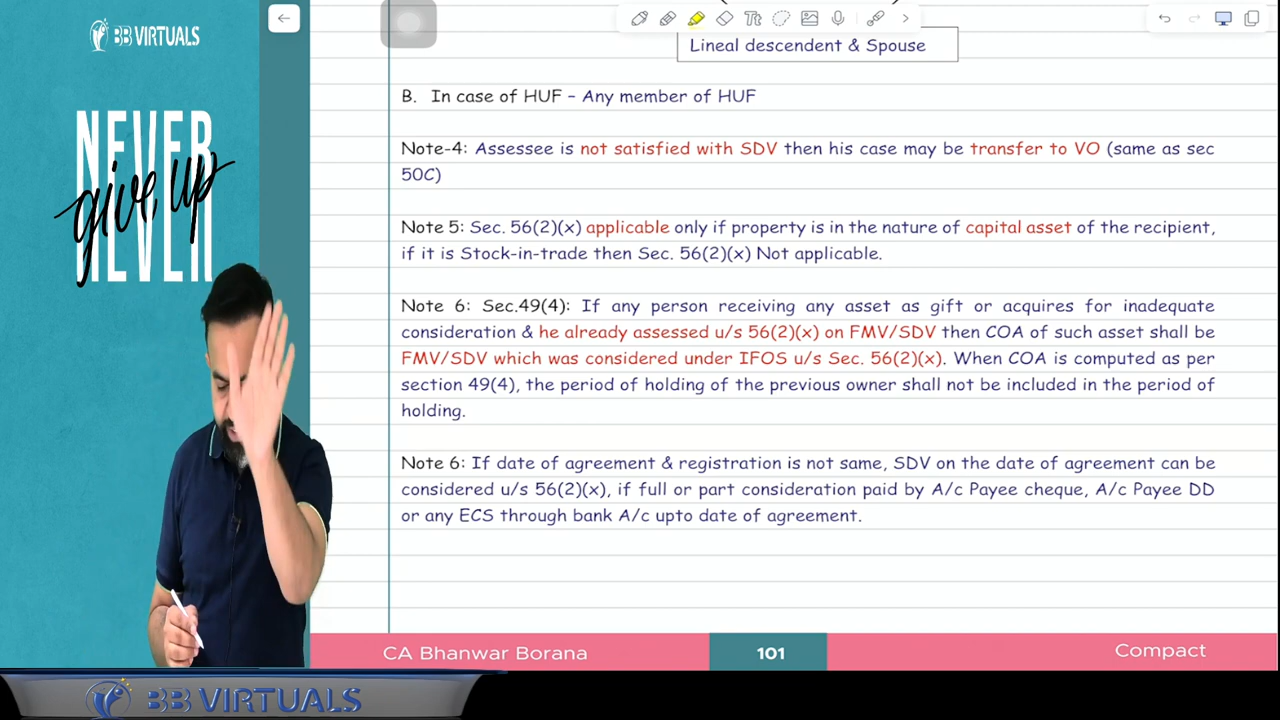 BB VIRTUALS
NEVER
give up
NEVER
Lineal descendent & Spouse
B. In case of HUF – Any member of HUF
Note-4: Assessee is not satisfied with SDV then his case may be transfer to VO (same as sec
50C)
Note 5: Sec. 56(2)(x) applicable only if property is in the nature of capital asset of the recipient,
if it is Stock-in-trade then Sec. 56(2)(x) Not applicable.
Note 6: Sec.49(4): If any person receiving any asset as gift or acquires for inadequate
consideration & he already assessed u/s 56(2)(x) on FMV/SDV then COA of such asset shall be
FMV/SDV which was considered under IFOS u/s Sec. 56(2)(x). When COA is computed as per
section 49(4), the period of holding of the previous owner shall not be included in the period of
holding.
Note 6: If date of agreement & registration is not same, SDV on the date of agreement can be
considered u/s 56(2)(x), if full or part consideration paid by A/c Payee cheque, A/c Payee DD
or any ECS through bank A/c upto date of agreement.
CA Bhanwar Borana
101
Compact
BB VIRTUALS